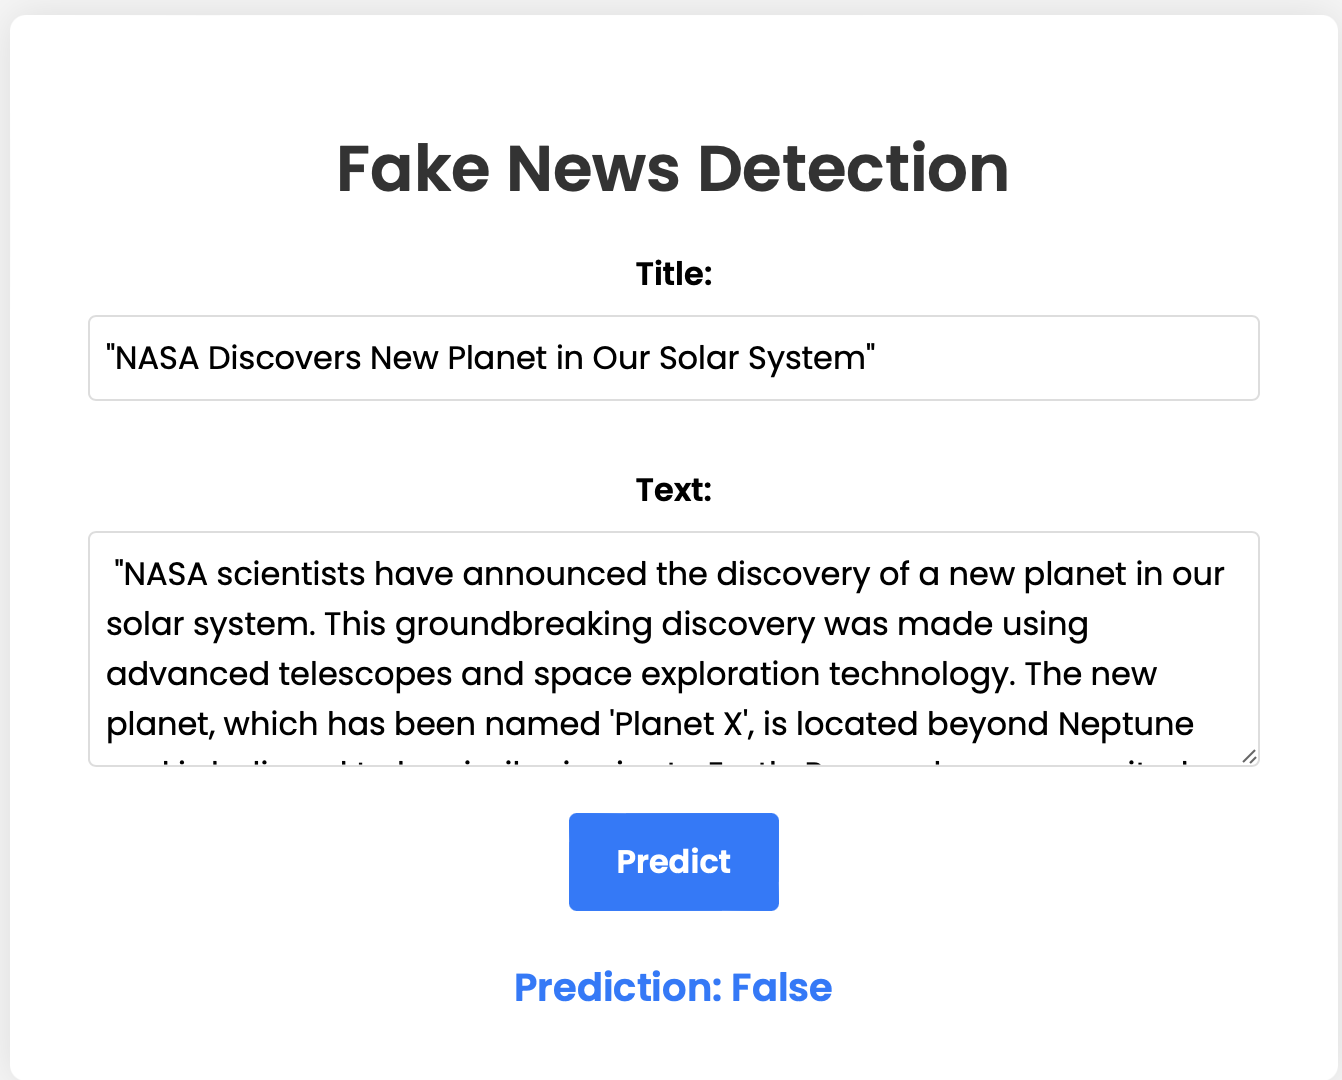 Fake News Detection
Title:
"NASA Discovers New Planet in Our Solar System"
Text:
"NASA scientists have announced the discovery of a new planet in our
solar system. This groundbreaking discovery was made using
advanced telescopes and space exploration technology. The new
planet, which has been named 'Planet X', is located beyond Neptune
Predict
Prediction: False